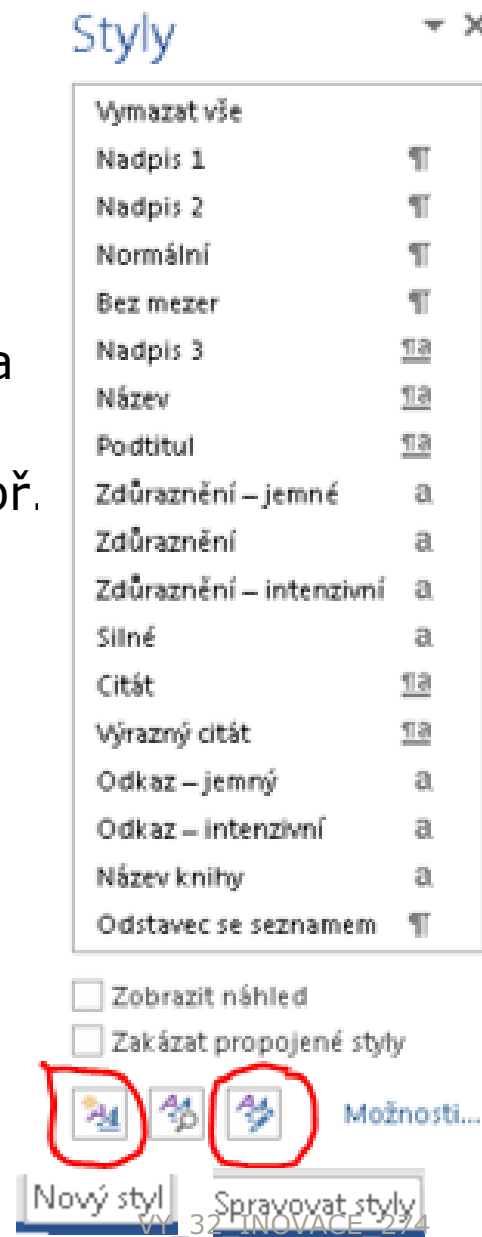 Styly
Vymazat vše
Nadpis 1
Nadpis 2
Normální
Bez mezer
Nadpis 3
a
Název
Podtitul
př.
Zdůraznění – jemné
Zdůraznění
Zdůraznění – intenzivní
Silné
Citát
Výrazný citát
Odkaz – jemný
Odkaz – intenzivní
Název knihy
Odstavec se seznamem
Zobrazit náhled
Zakázat propojené styly
Možnosti...
Nový styl
Spravovat styly
VY_32_INOVACE_274